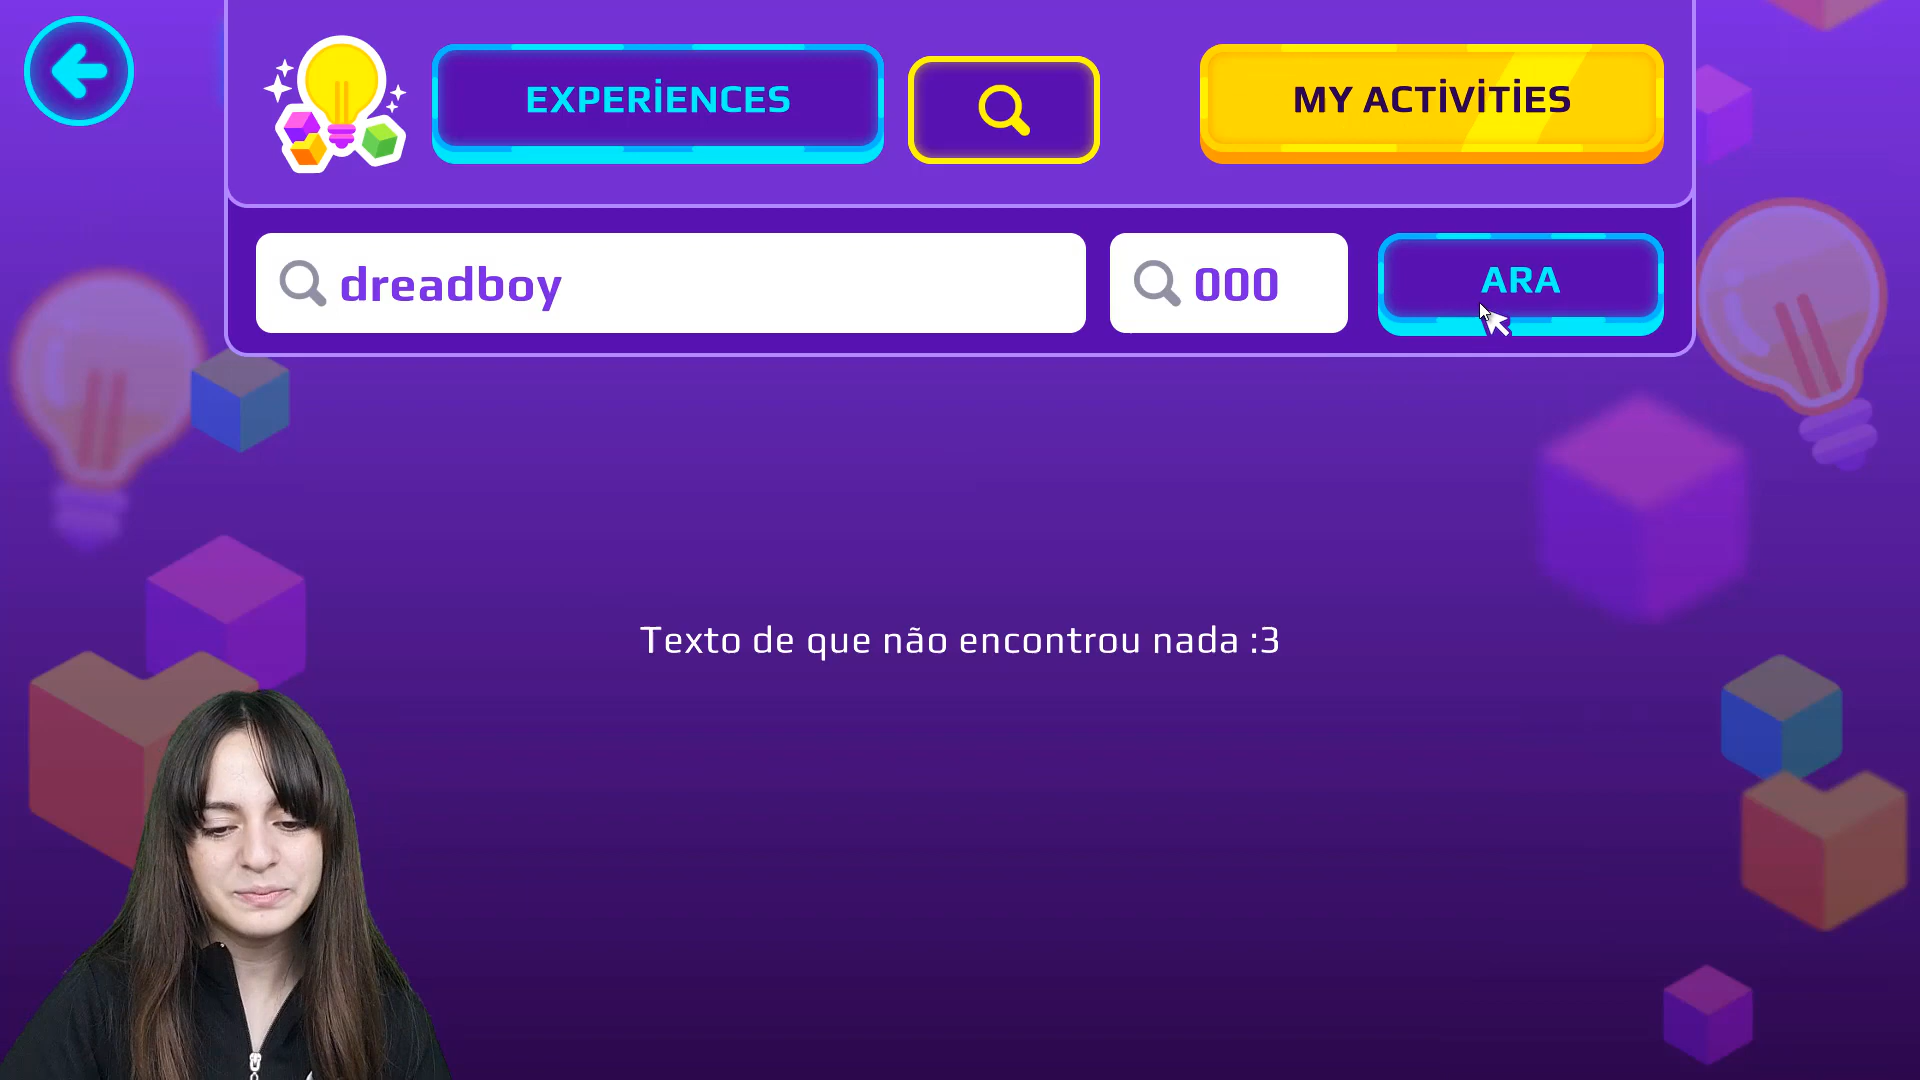 EXPERİENCES
MY ACTİVİTİES
dreadboy
000
ARA
Texto de que não encontrou nada :3